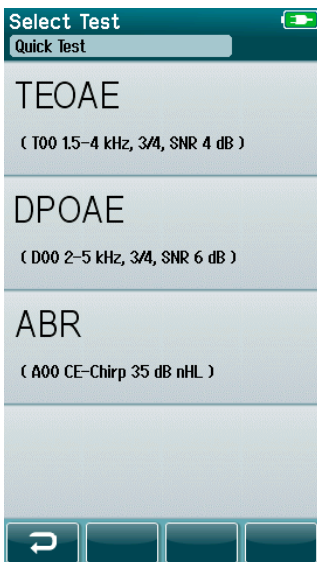 Select Test
Quick Test
TEOAE
( T00 1.5-4 kHz, 3/4, SNR 4 dB )
DPOAE
( D00 2-5 kHz, 3/4, SNR 6 dB )
ABR
( A00 CE-Chirp 35 dB nHL )